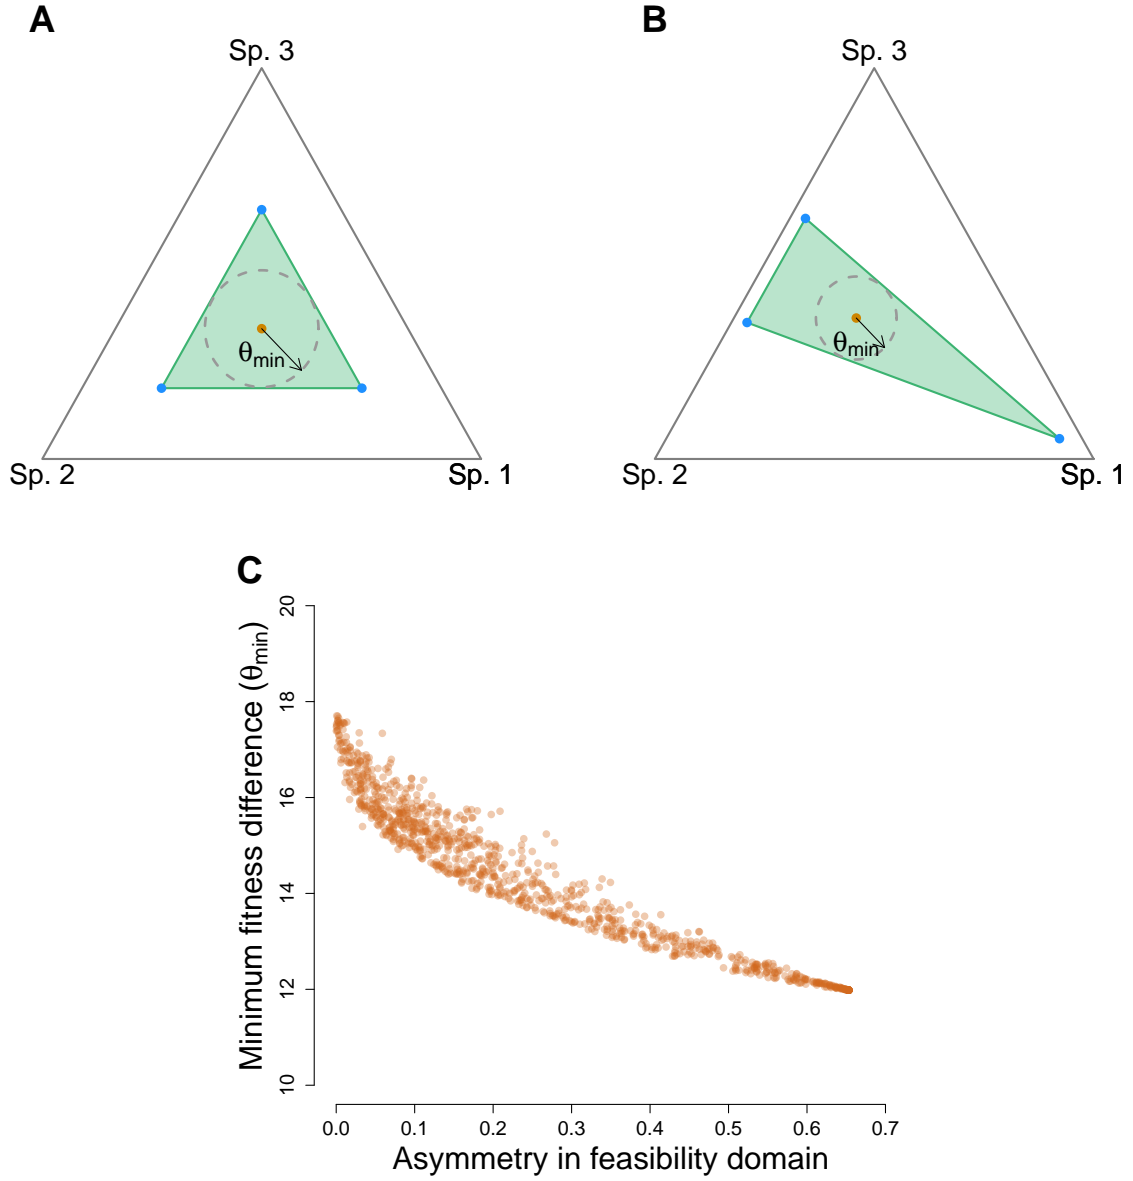 A
B
Sp. 3
Sp. 3
θmin
θmin
Sp. 2
Sp. 1
Sp. 2
Sp. 1
C
Minimum fitness difference (θmin)
20
18
16
14
12
10
0.0 0.1 0.2 0.3 0.4 0.5 0.6 0.7
Asymmetry in feasibility domain